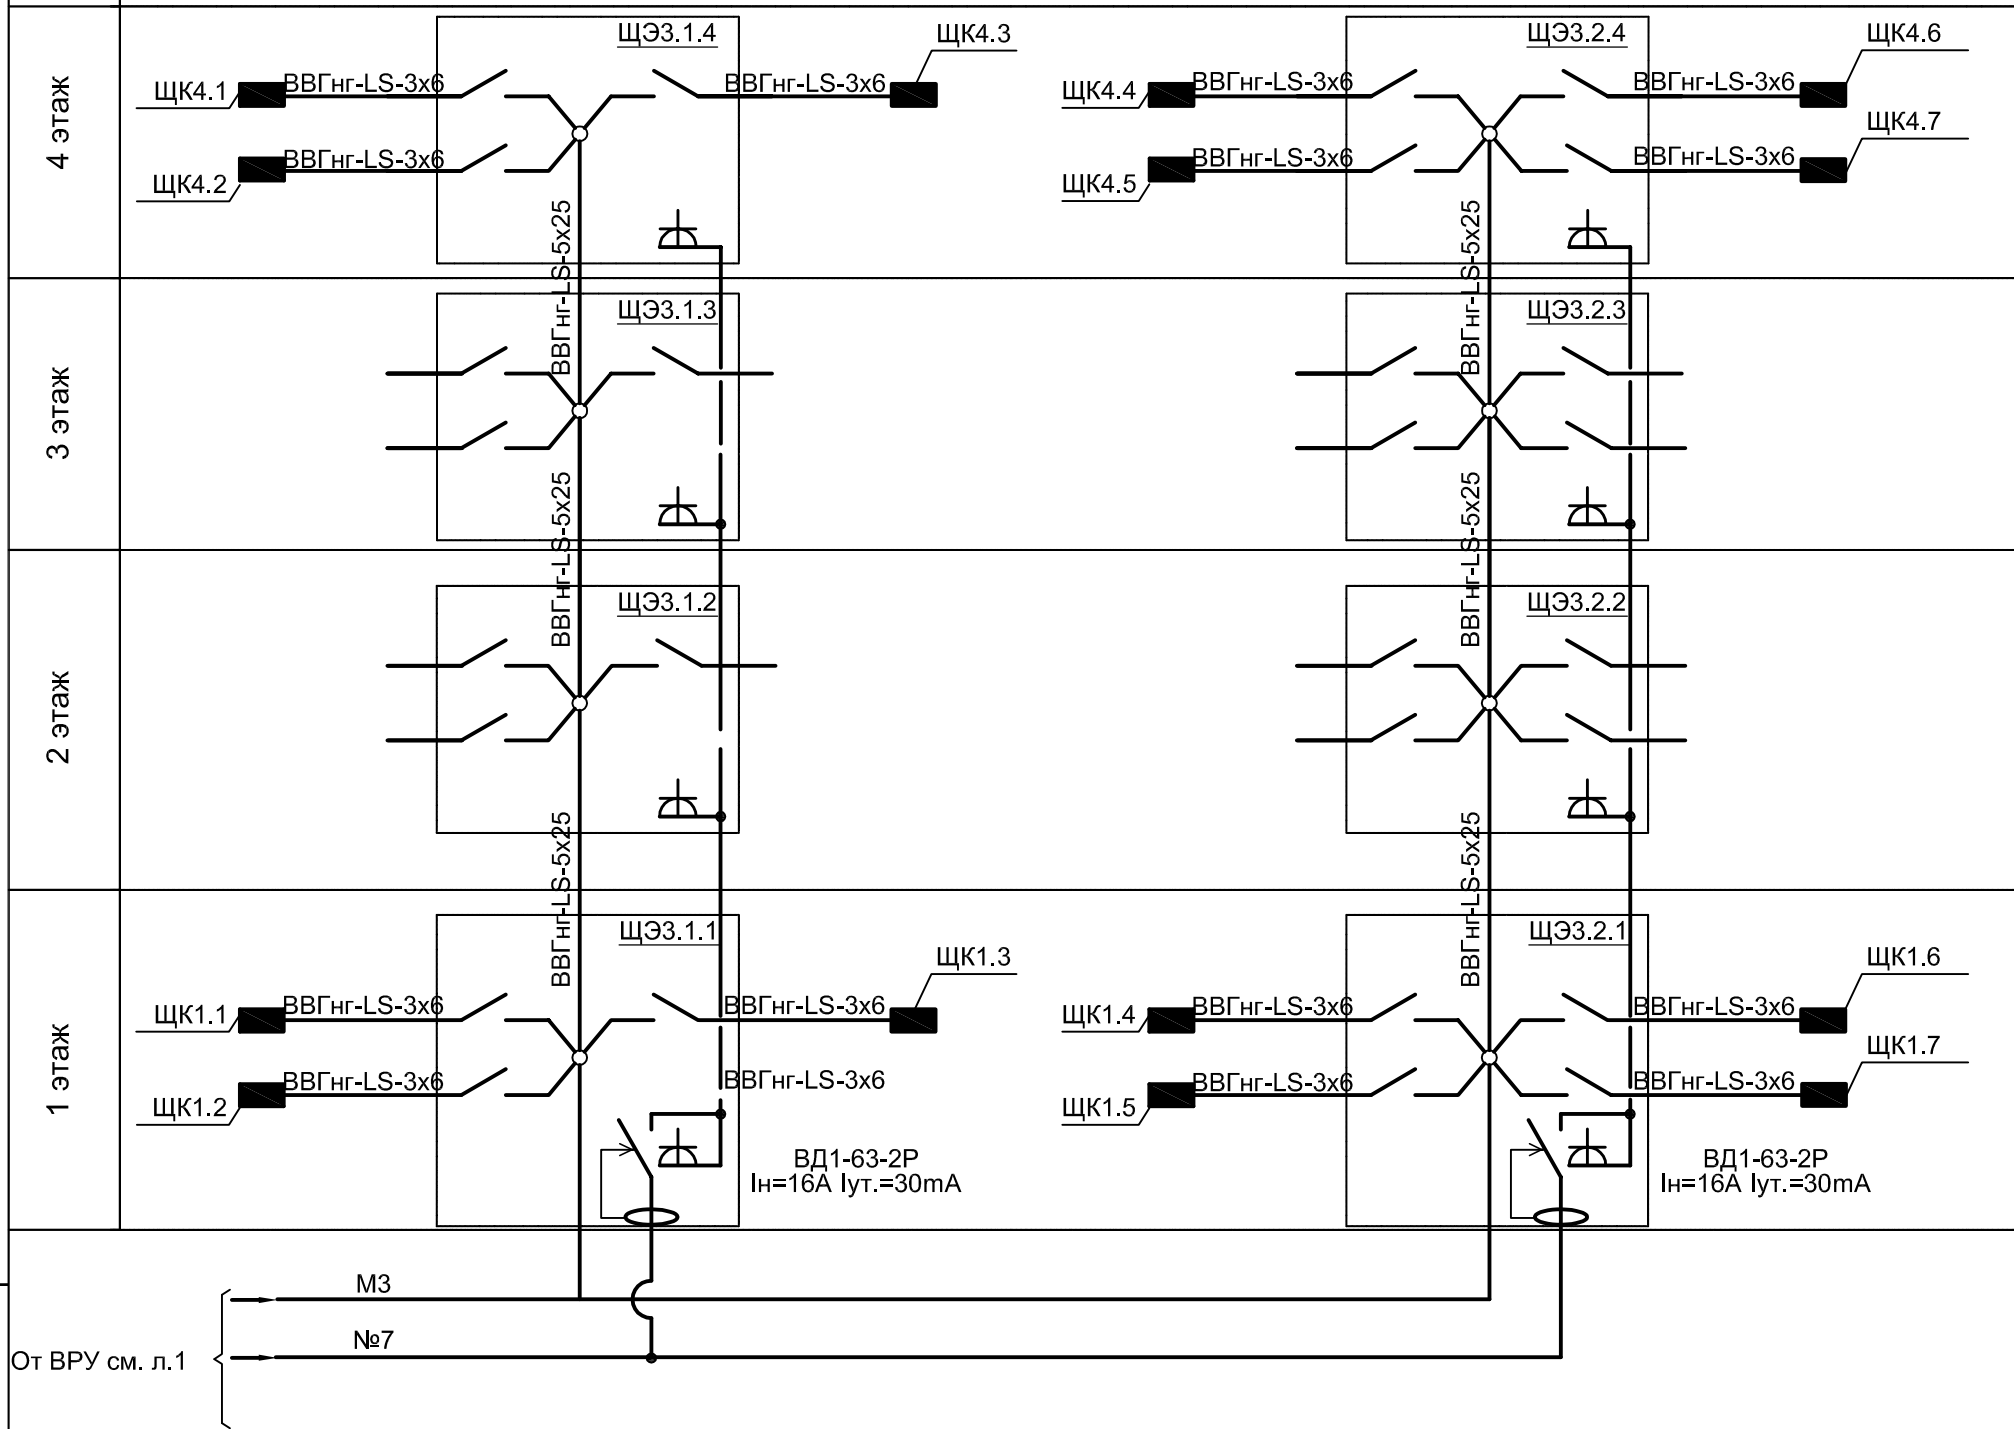 4 этаж
ЩЭ3.1.4
ЩК4.3
ЩК4.1
ВВГнг-LS-3х6
ВВГнг-LS-3х6
ВВГнг-LS-3х6
ЩК4.2
ВВГнг-LS-5х25
ЩЭ3.2.4
ЩК4.6
ЩК4.4
ВВГнг-LS-3х6
ВВГнг-LS-3х6
ЩК4.7
ВВГнг-LS-3х6
ВВГнг-LS-3х6
ЩК4.5
ВВГнг-LS-5х25
3 этаж
ЩЭ3.1.3
ВВГнг-LS-5х25
ЩЭ3.2.3
ВВГнг-LS-5х25
2 этаж
ЩЭ3.1.2
ВВГнг-LS-5х25
ЩЭ3.2.2
ВВГнг-LS-5х25
1 этаж
ЩЭ3.1.1
ЩК1.3
ЩК1.1
ВВГнг-LS-3х6
ВВГнг-LS-3х6
ВВГнг-LS-3х6
ВВГнг-LS-3х6
ЩК1.2
ВД1-63-2Р
Iн=16А Iут.=30mA
ЩЭ3.2.1
ЩК1.6
ЩК1.4
ВВГнг-LS-3х6
ВВГнг-LS-3х6
ЩК1.7
ВВГнг-LS-3х6
ВВГнг-LS-3х6
ЩК1.5
ВД1-63-2Р
Iн=16А Iут.=30mA
М3
№7
От ВРУ см. л.1